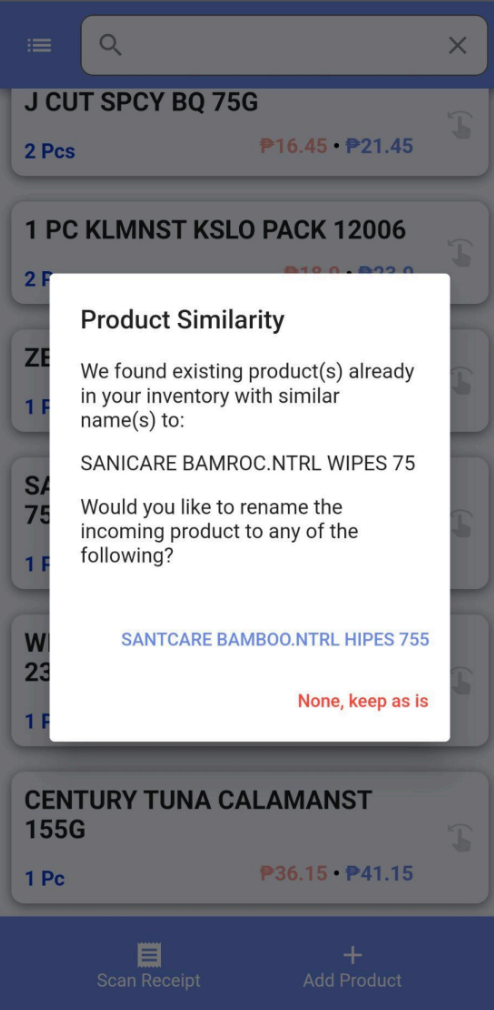 J CUT SPCY BQ 75G
2 Pcs
₱16.45 • ₱21.45
1 PC KLMNST KSLO PACK 12006
2
₱18.9 • ₱23.9
Product Similarity
We found existing product(s) already
in your inventory with similar
name(s) to:
SANICARE BAMROC.NTRL WIPES 75
Would you like to rename the
incoming product to any of the
following?
SANTCARE BAMBOO.NTRL HIPES 755
None, keep as is
ZE
1
SA
75
1
23
1
CENTURY TUNA CALAMANST
155G
1 Pc
₱36.15 • ₱41.15
Scan Receipt
Add Product